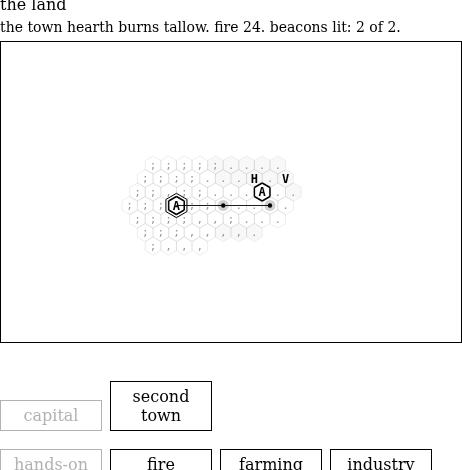 the land
the town hearth burns tallow. fire 24. beacons lit: 2 of 2.
H V
A
A
capital
second
town
hands-on
fire
farming
industry